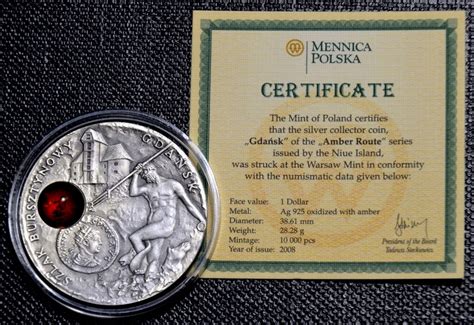 MENNICA
POLSKA
CERTIFICATE
The Mint of Poland certifies
that the silver collector coin,
„Gdańsk" of the „Amber Route" series
issued by the Niue Island,
was struck at the Warsaw Mint in conformity
with the numismatic data given below:
Face value: 1 Dollar
Metal: Ag 925 oxidized with amber
Diameter: 38.61 mm
Weight: 28.28 g
Mintage: 10 000 pcs
Year of issue: 2008
President of the Board
Tadeusz Steckiewicz
SZLAK BURSZTYNOWY
GDAŃSK